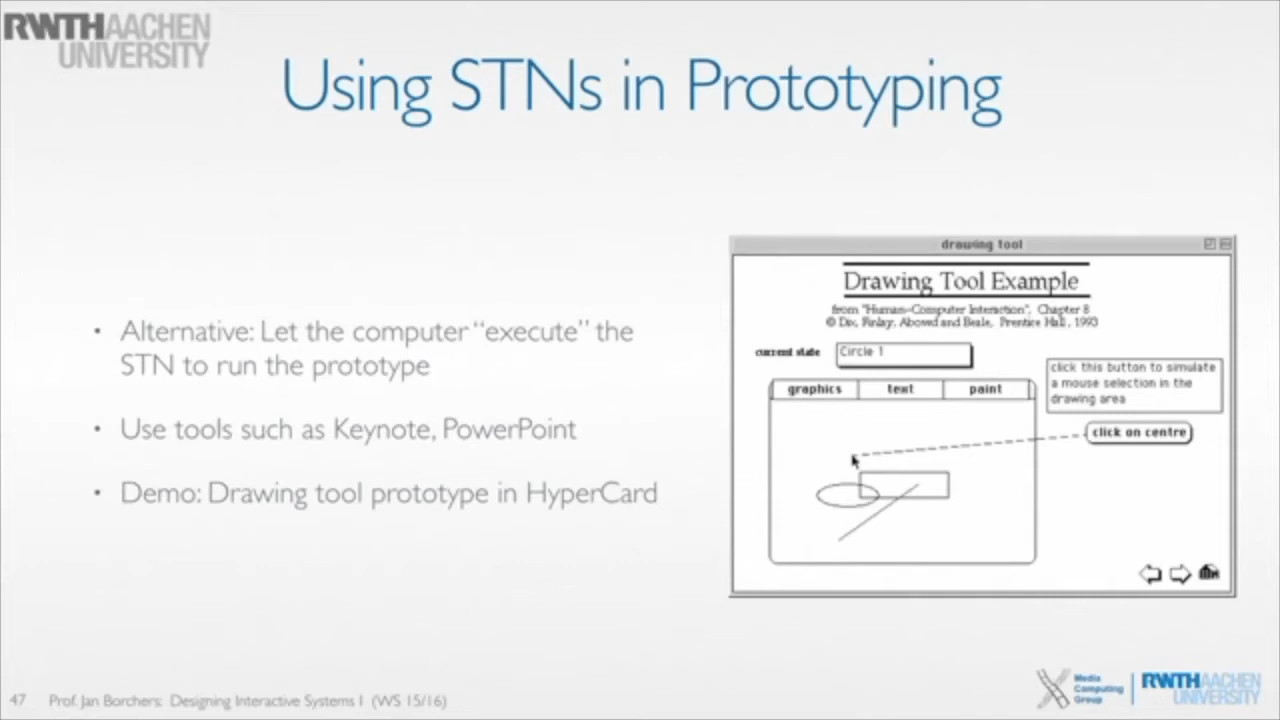 RWTHAACHEN
UNIVERSITY
Using STNs in Prototyping
• Alternative: Let the computer “execute” the
STN to run the prototype
• Use tools such as Keynote, PowerPoint
• Demo: Drawing tool prototype in HyperCard
drawing tool
Drawing Tool Example
from "Human-Computer Interaction", Chapter 8
© Dix, Finlay, Abowd and Beale, Prentice Hall, 1993
current state
Circle 1
graphics text paint
click this button to simulate
a mouse selection in the
drawing area
click on centre
47 Prof. Jan Borchers: Designing Interactive Systems I (WS 15/16)
Media
Computing
Group
RWTHAACHEN
UNIVERSITY